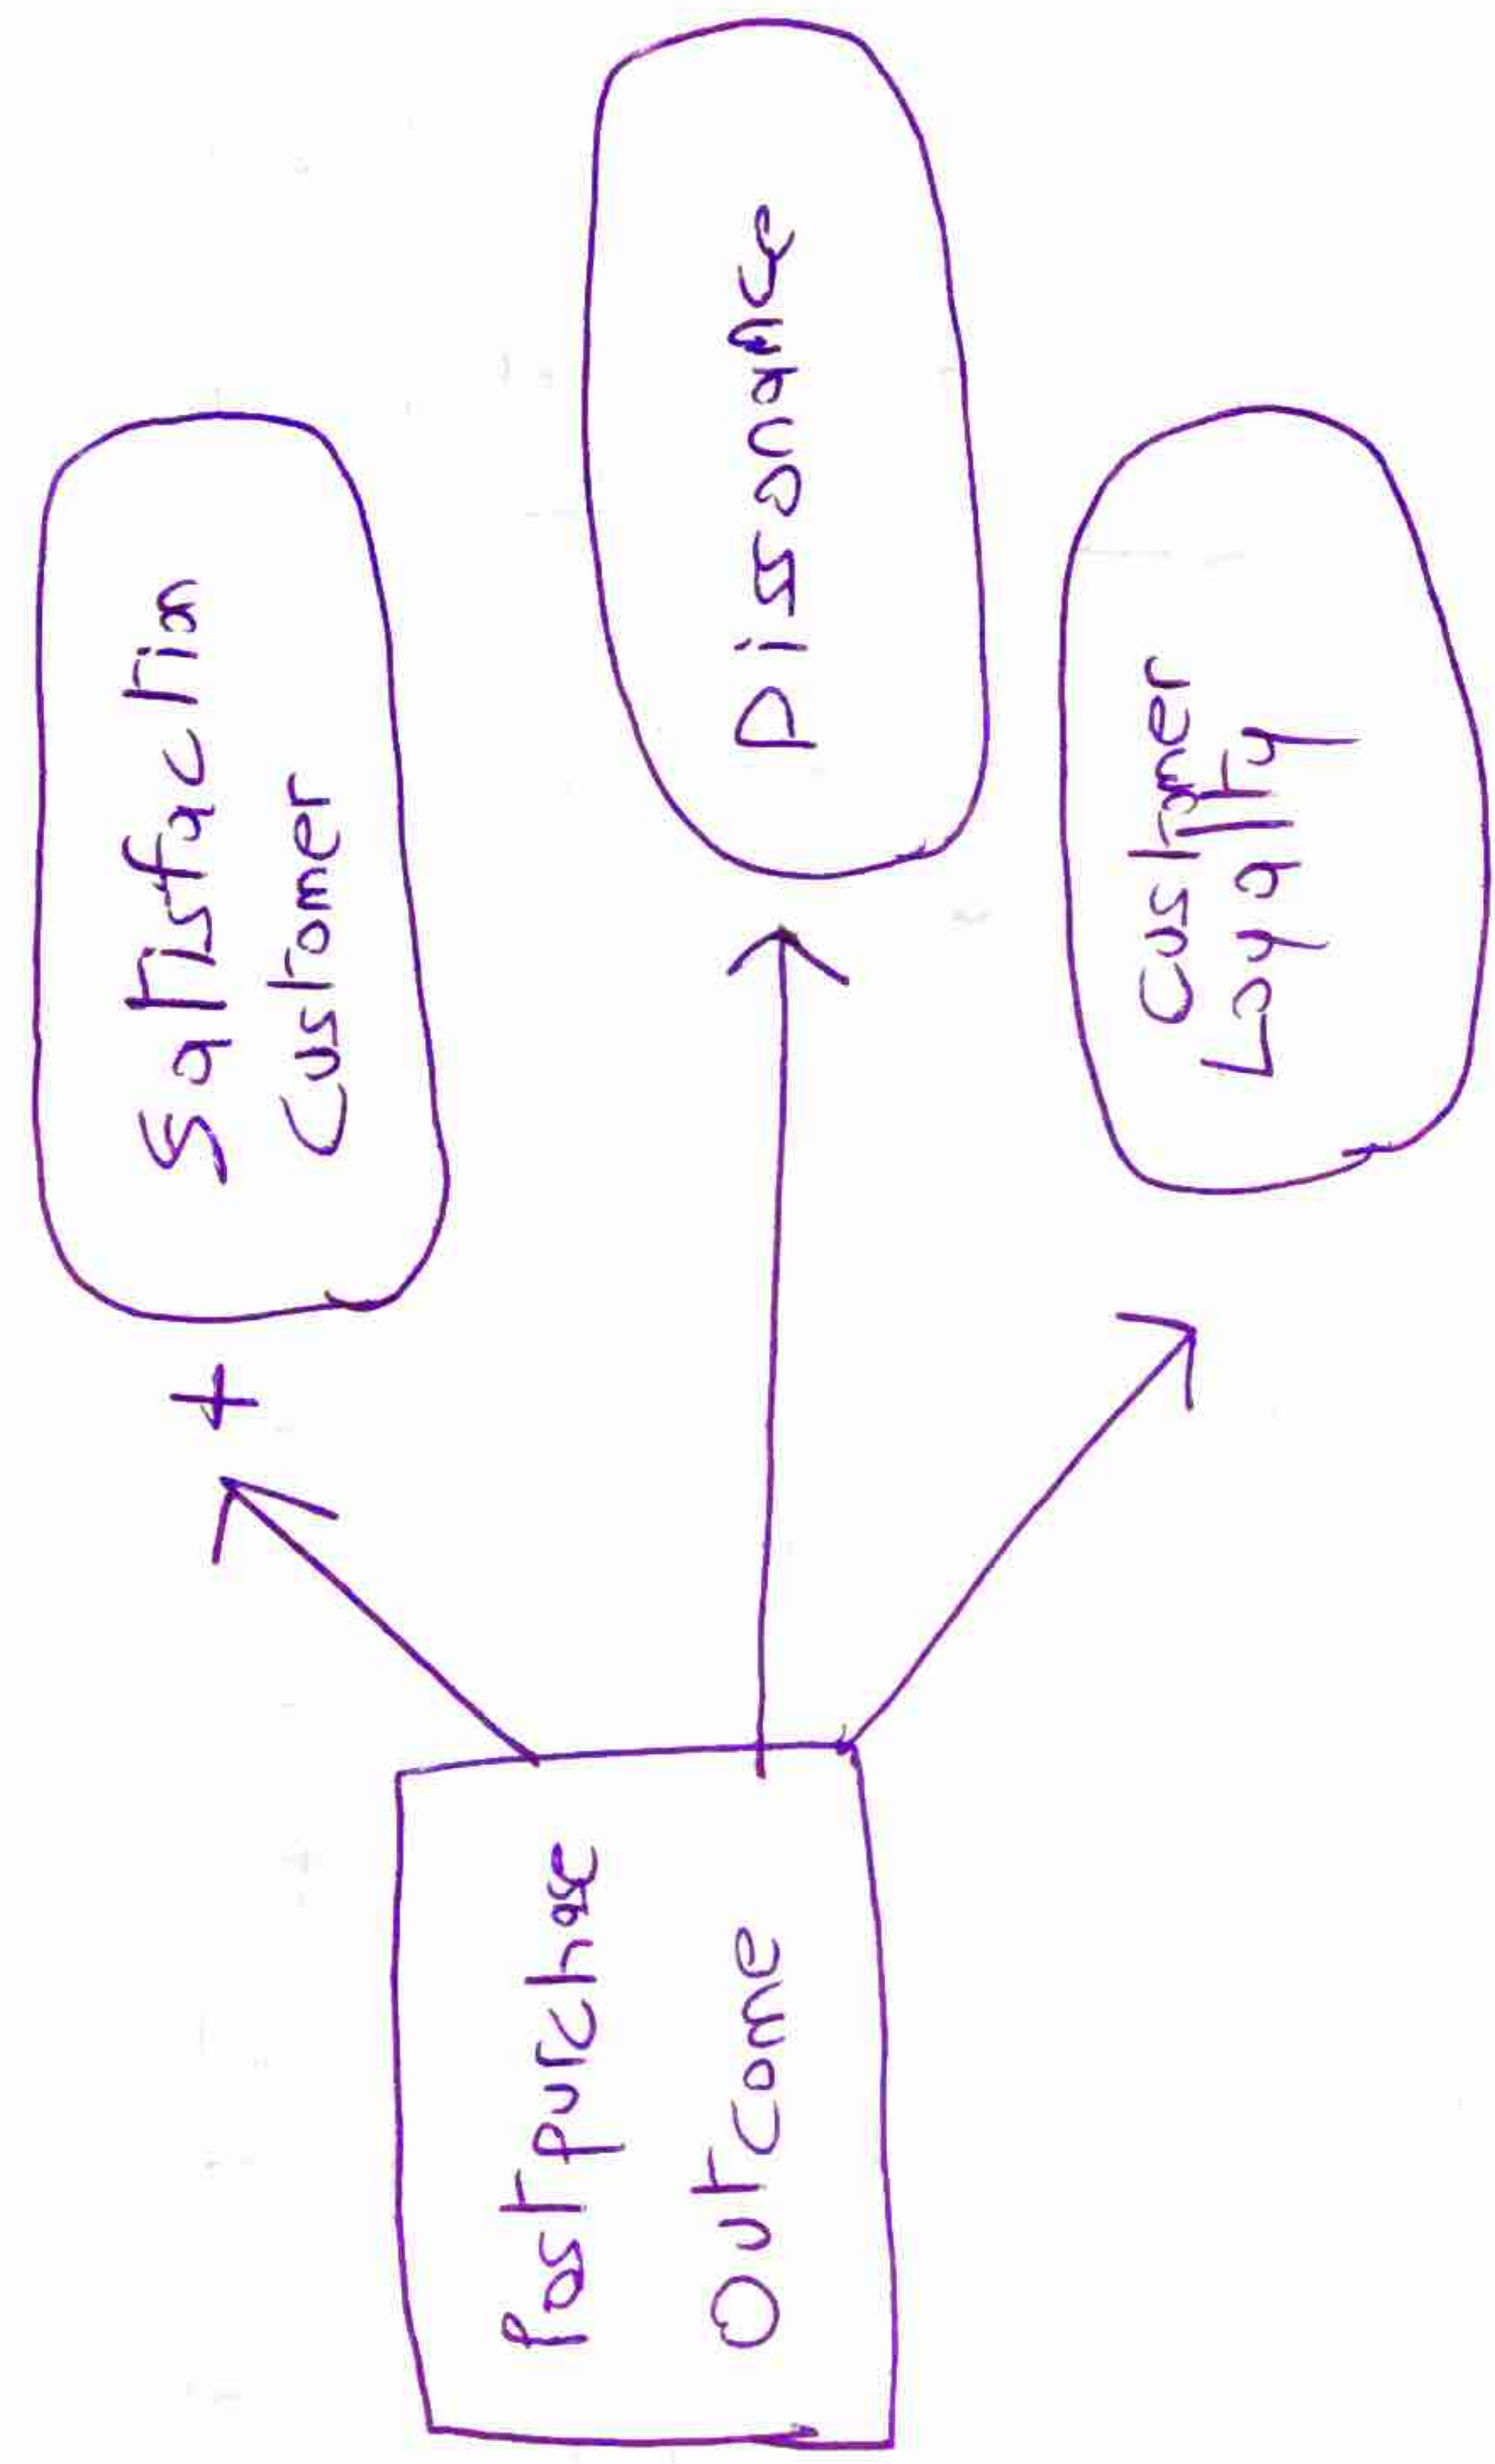 Satisfaction
Customer
+
Postpurchase
Outcome
Dissonance
Customer
Loyalty